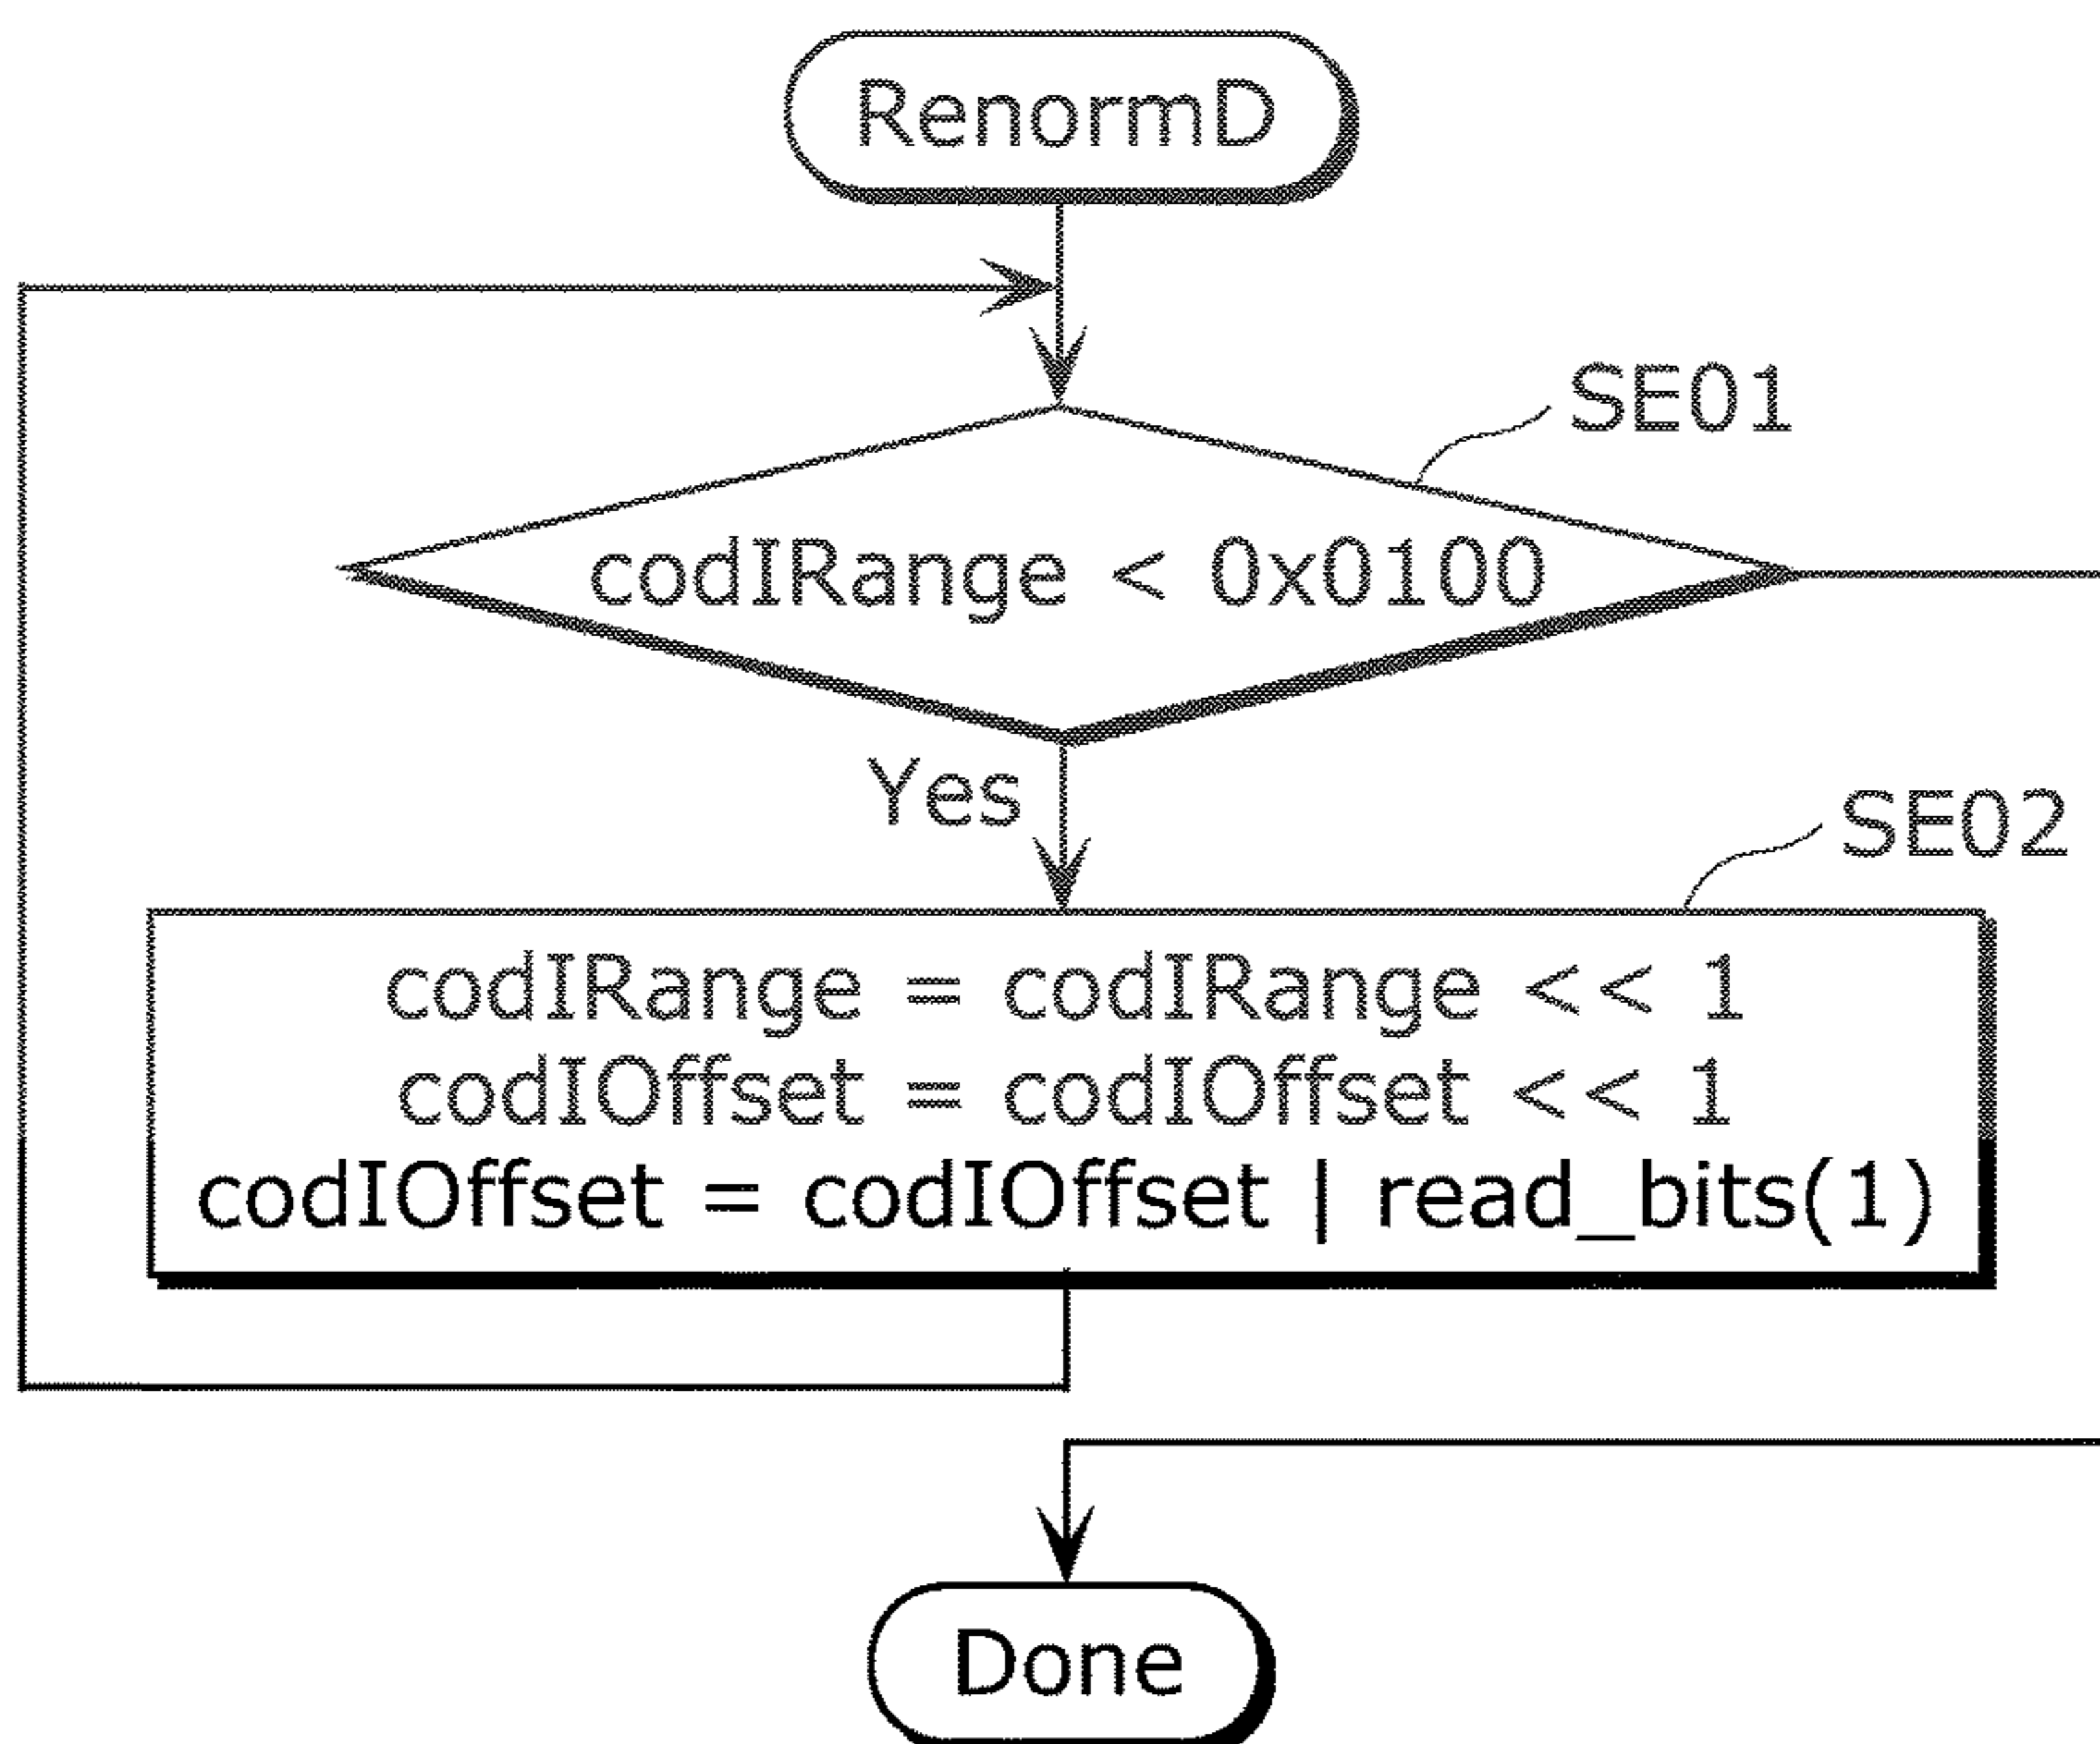 RenormD
SE01
codIRange < 0x0100
Yes
SE02
codIRange = codIRange << 1
codIOffset = codIOffset << 1
codIOffset = codIOffset | read_bits(1)
Done